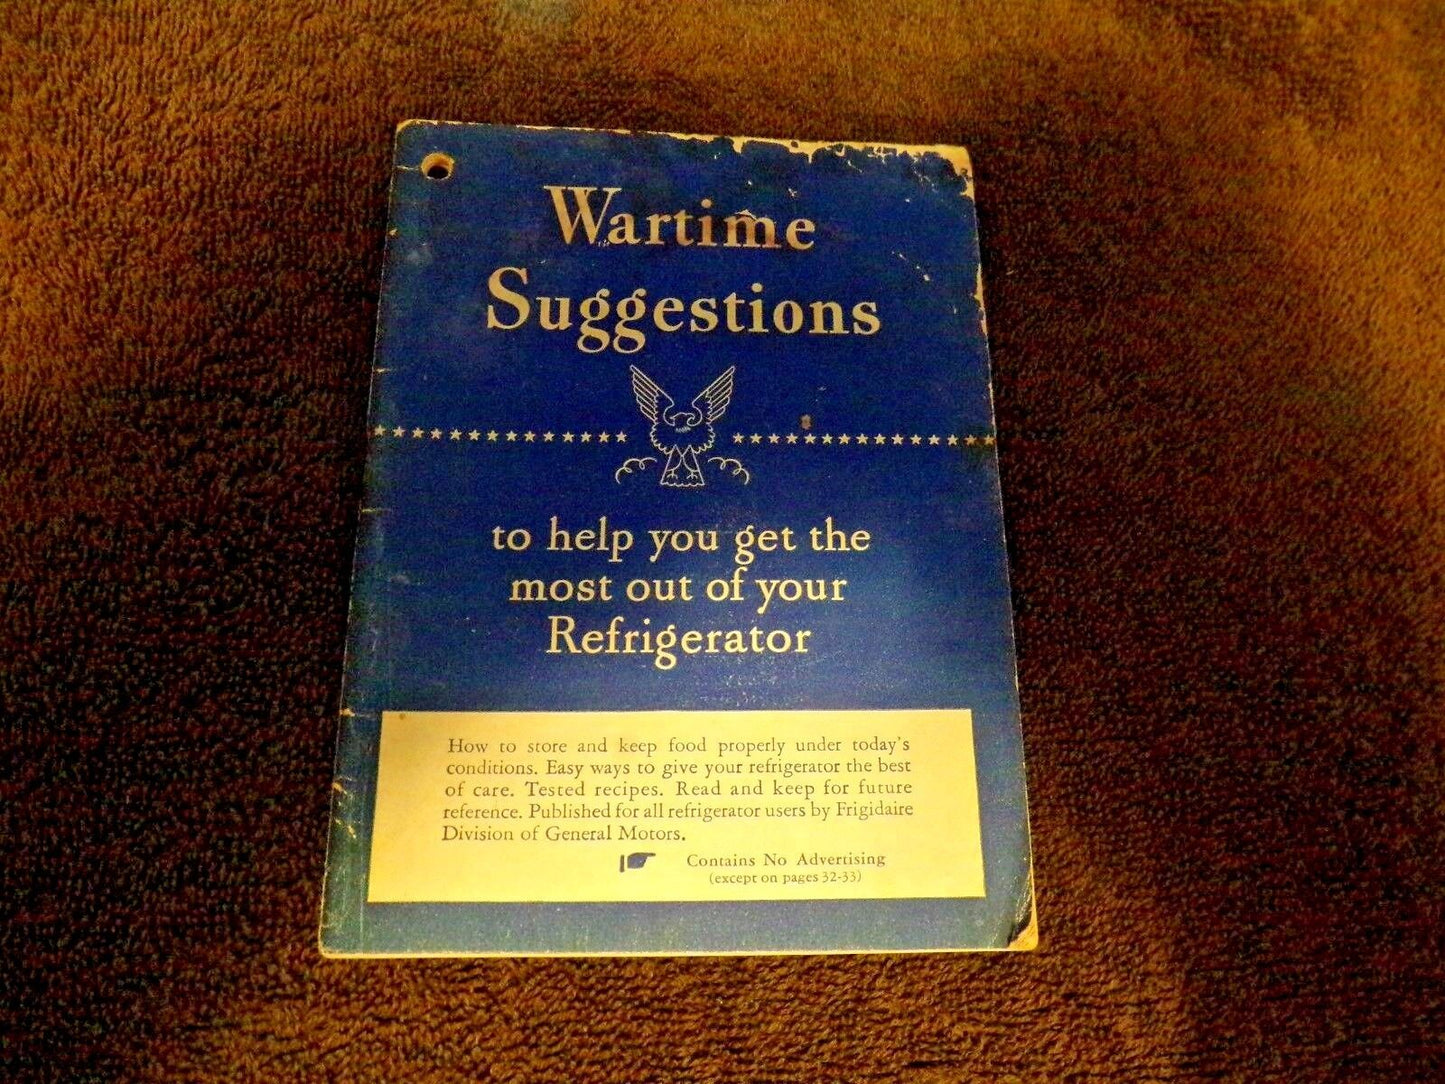 Wartime
Suggestions
to help you get the
most out of your
Refrigerator
How to store and keep food properly under today's
conditions. Easy ways to give your refrigerator the best
of care. Tested recipes. Read and keep for future
reference. Published for all refrigerator users by Frigidaire
Division of General Motors.
Contains No Advertising
(except on pages 32-33)